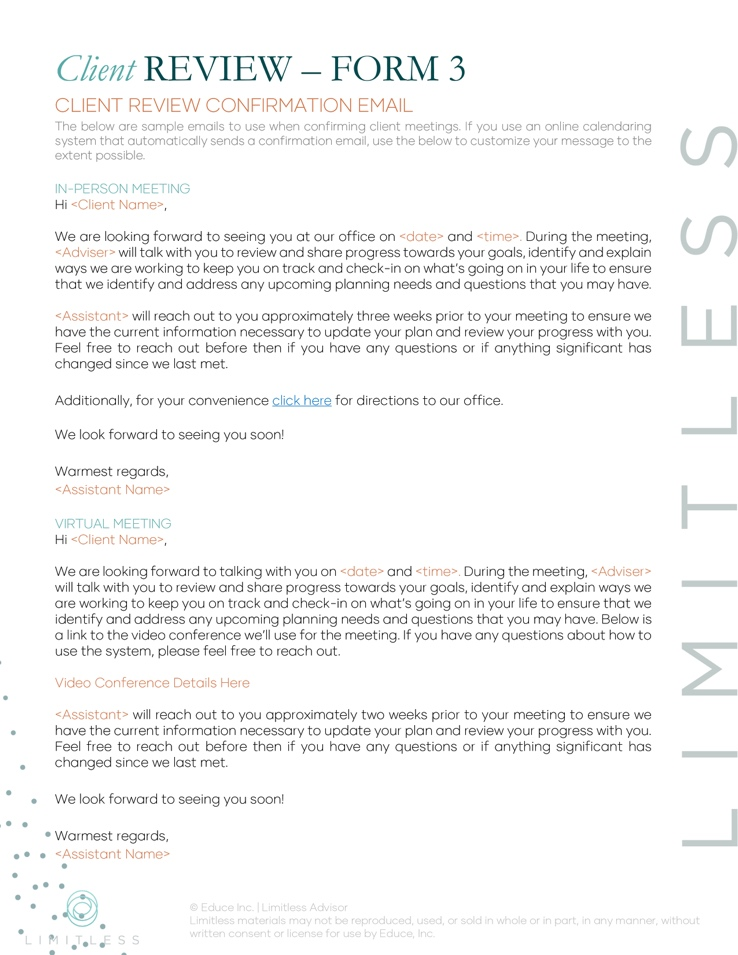 Client REVIEW – FORM 3
CLIENT REVIEW CONFIRMATION EMAIL
The below are sample emails to use when confirming client meetings. If you use an online calendaring
system that automatically sends a confirmation email, use the below to customize your message to the
extent possible.
IN-PERSON MEETING
Hi <Client Name>,
We are looking forward to seeing you at our office on <date> and <time>. During the meeting,
<Adviser> will talk with you to review and share progress towards your goals, identify and explain
ways we are working to keep you on track and check-in on what's going on in your life to ensure
that we identify and address any upcoming planning needs and questions that you may have.
<Assistant> will reach out to you approximately three weeks prior to your meeting to ensure we
have the current information necessary to update your plan and review your progress with you.
Feel free to reach out before then if you have any questions or if anything significant has
changed since we last met.
Additionally, for your convenience click here for directions to our office.
We look forward to seeing you soon!
Warmest regards,
<Assistant Name>
VIRTUAL MEETING
Hi <Client Name>,
We are looking forward to talking with you on <date> and <time>. During the meeting, <Adviser>
will talk with you to review and share progress towards your goals, identify and explain ways we
are working to keep you on track and check-in on what's going on in your life to ensure that we
identify and address any upcoming planning needs and questions that you may have. Below is
a link to the video conference we'll use for the meeting. If you have any questions about how to
use the system, please feel free to reach out.
Video Conference Details Here
<Assistant> will reach out to you approximately two weeks prior to your meeting to ensure we
have the current information necessary to update your plan and review your progress with you.
Feel free to reach out before then if you have any questions or if anything significant has
changed since we last met.
We look forward to seeing you soon!
Warmest regards,
<Assistant Name>
LIMITLESS
© Educe Inc. | Limitless Advisor
Limitless materials may not be reproduced, used, or sold in whole or in part, in any manner, without
written consent or license for use by Educe, Inc.
LIMITLESS